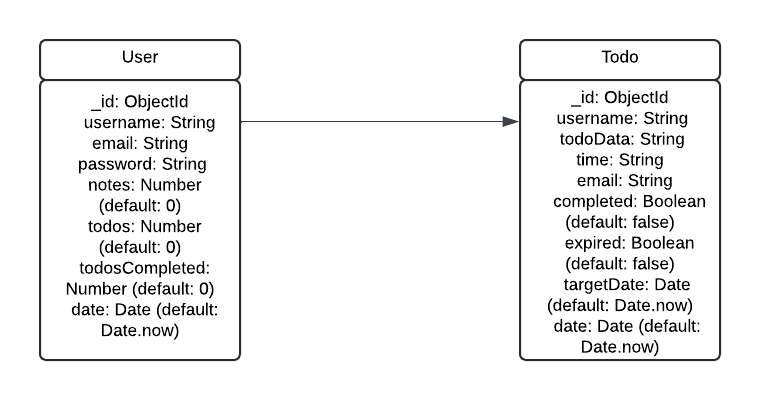 User
_id: ObjectId
username: String
email: String
password: String
notes: Number
(default: 0)
todos: Number
(default: 0)
todosCompleted:
Number (default: 0)
date: Date (default:
Date.now)
Todo
_id: ObjectId
username: String
todoData: String
time: String
email: String
completed: Boolean
(default: false)
expired: Boolean
(default: false)
targetDate: Date
(default: Date.now)
date: Date (default:
Date.now)